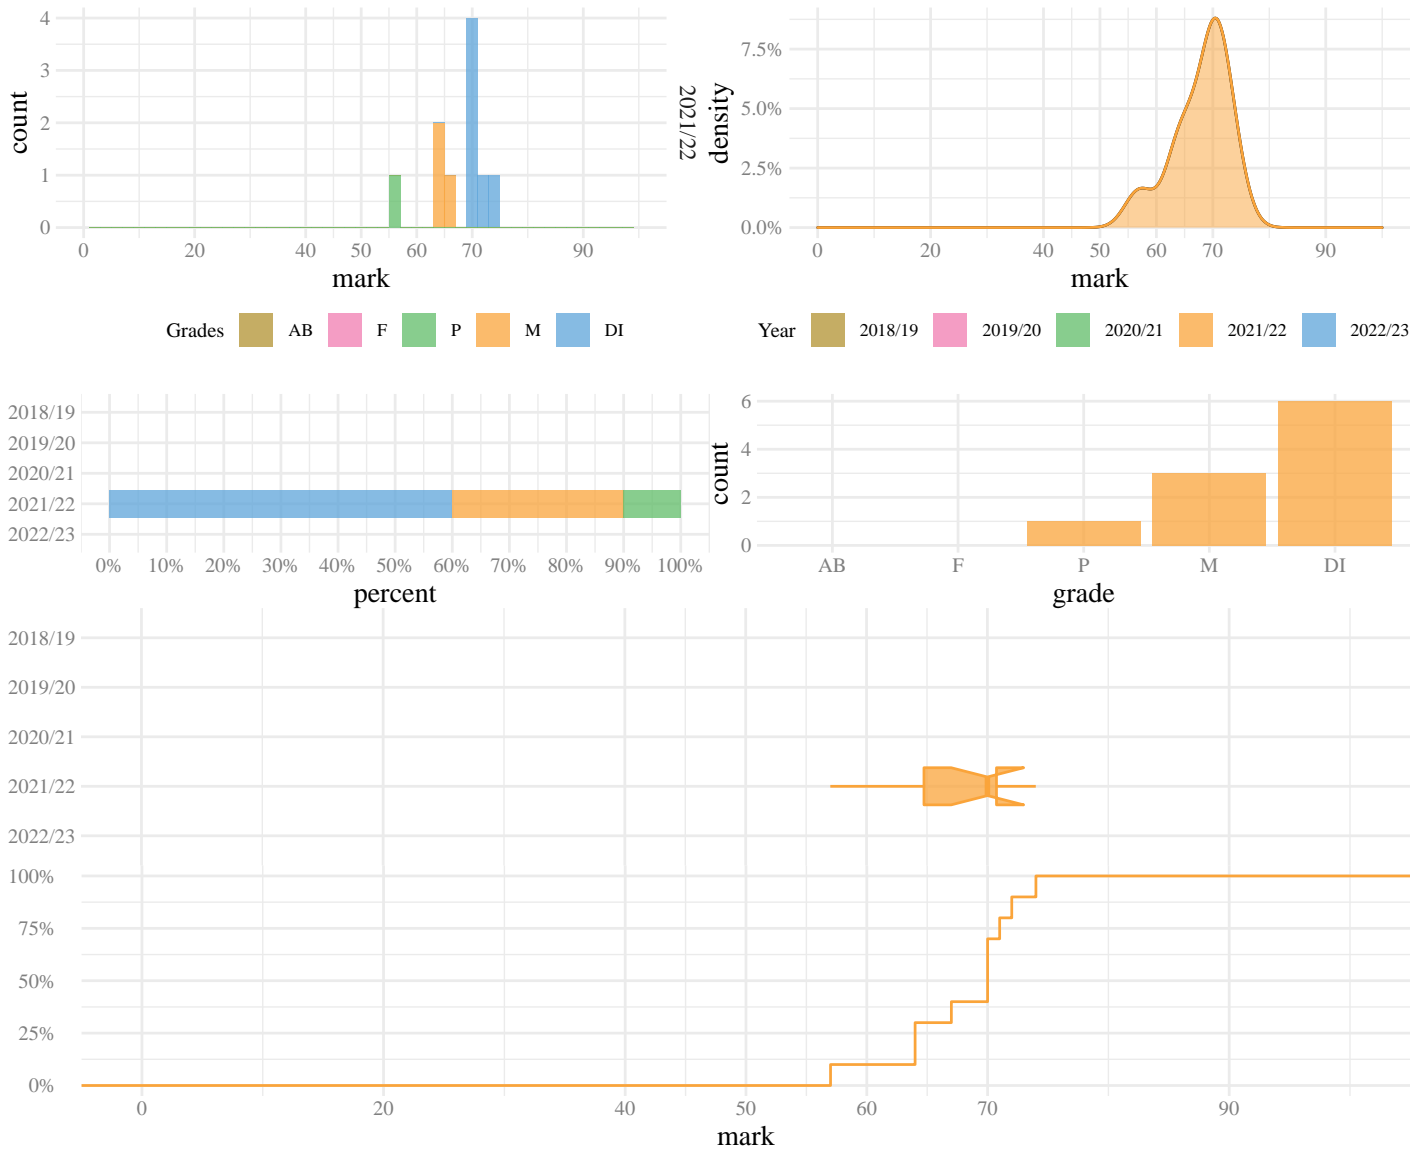 4
3
2
1
0
count
0 20 40 50 60 70 90
mark
2021/22
Grades AB F P M DI
density
7.5%
5.0%
2.5%
0.0%
0 20 40 50 60 70 90
mark
Year 2018/19 2019/20 2020/21 2021/22 2022/23
2018/19
2019/20
2020/21
2021/22
2022/23
0% 10% 20% 30% 40% 50% 60% 70% 80% 90% 100%
percent
count
6
4
2
0
AB F P M DI
grade
2018/19
2019/20
2020/21
2021/22
2022/23
100%
75%
50%
25%
0%
0 20 40 50 60 70 90
mark